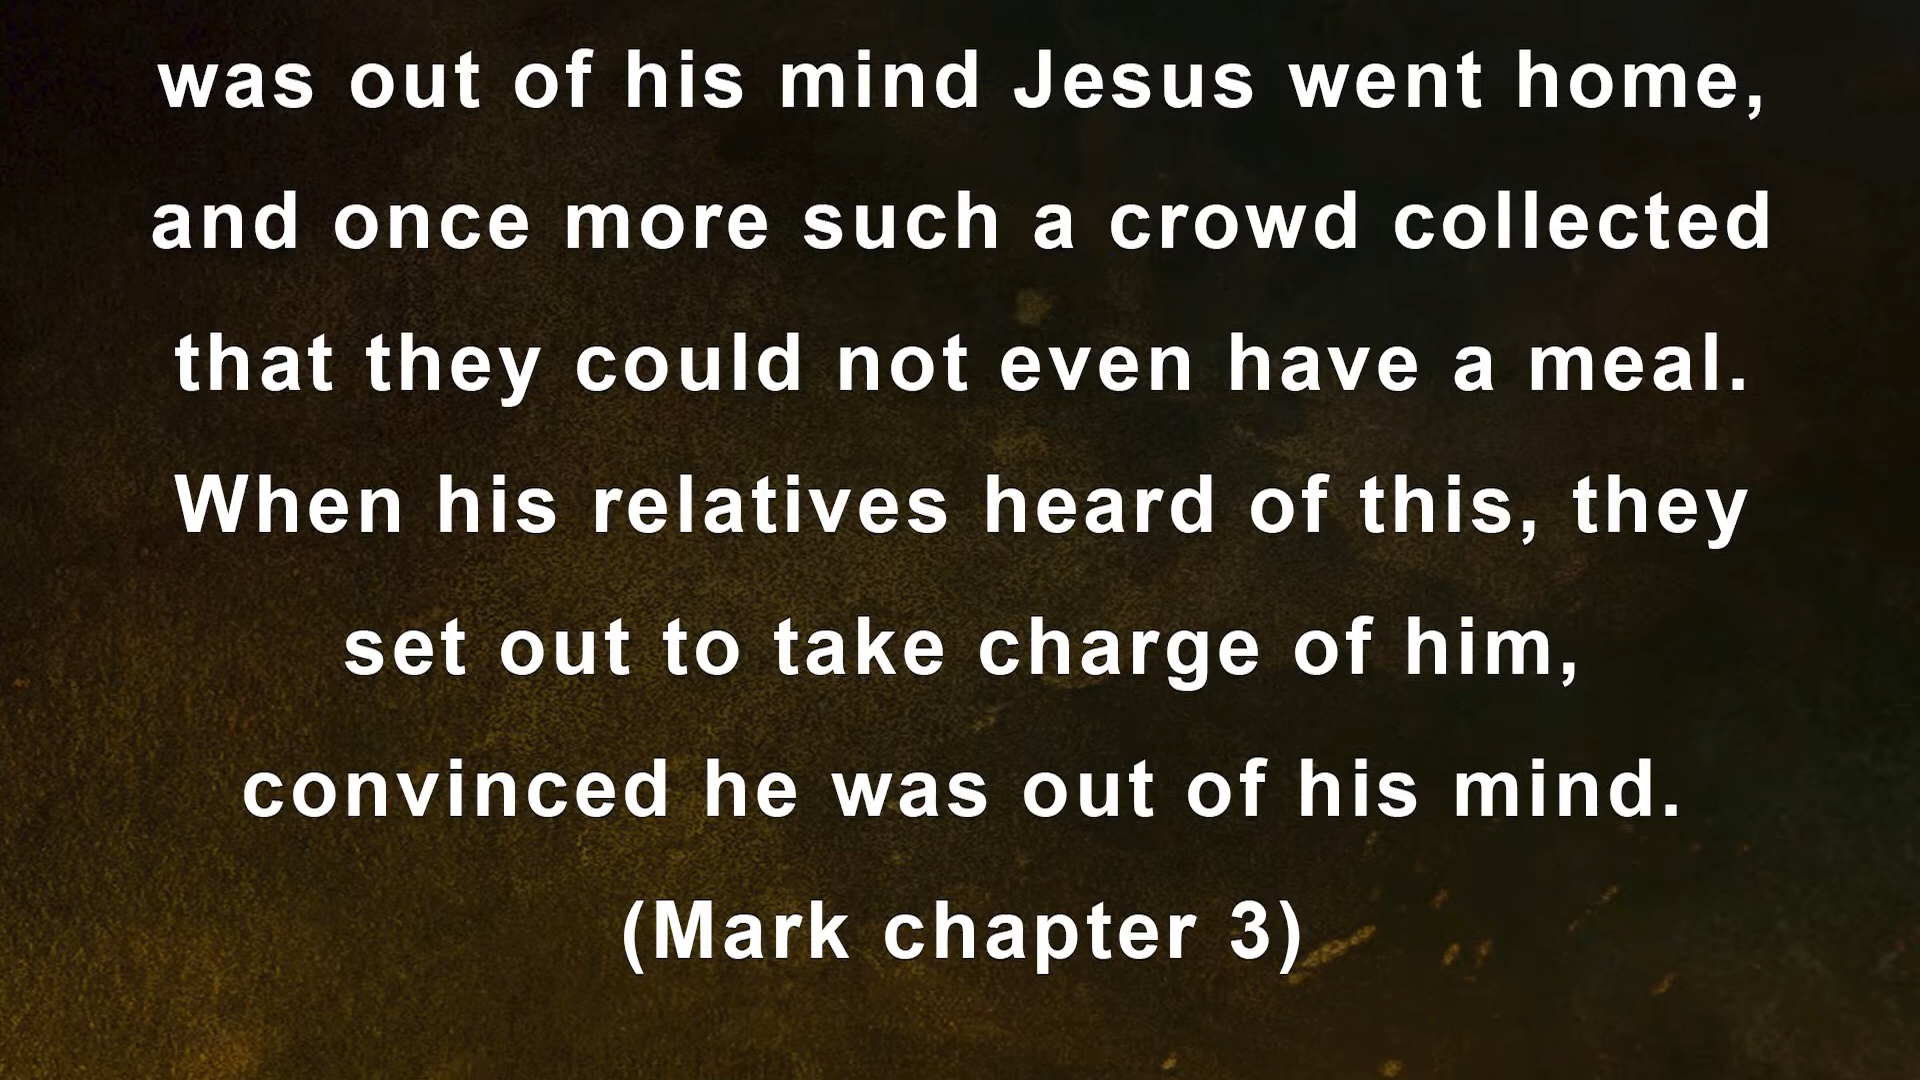 was out of his mind Jesus went home,
and once more such a crowd collected
that they could not even have a meal.
When his relatives heard of this, they
set out to take charge of him,
convinced he was out of his mind.
(Mark chapter 3)